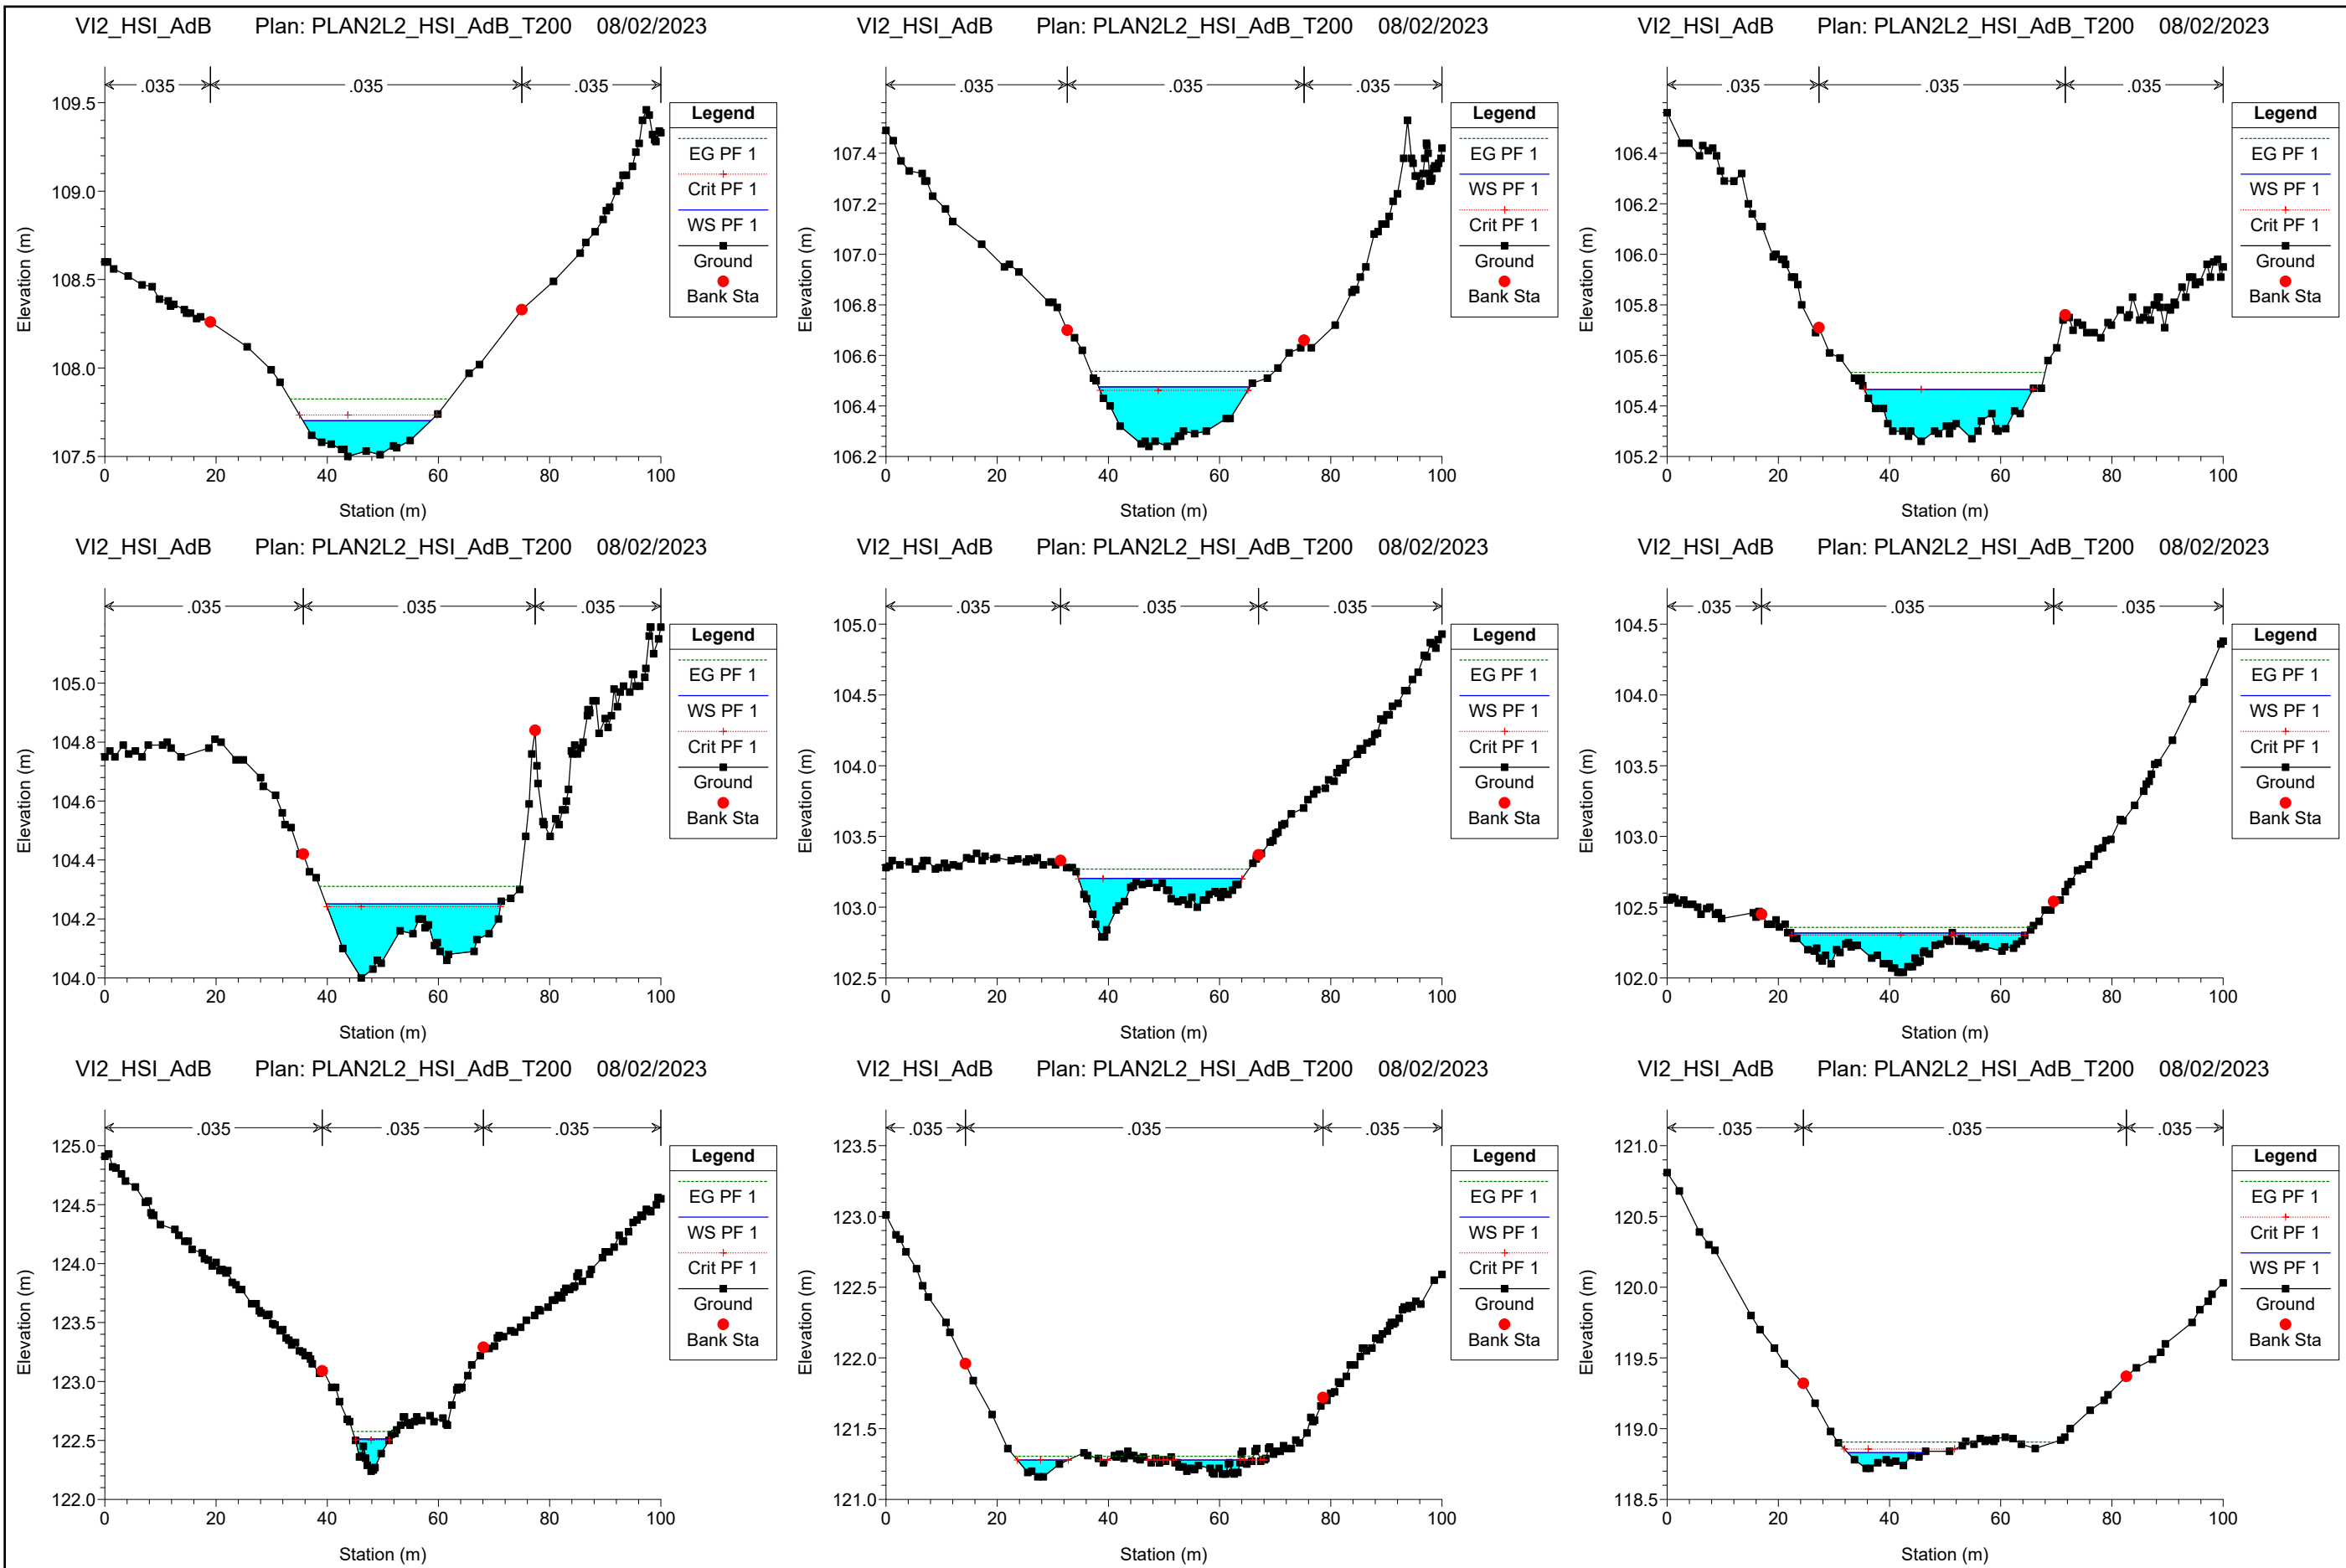 VI2_HSI_AdB Plan: PLAN2L2_HSI_AdB_T200 08/02/2023
.035 .035 .035
Legend
EG PF 1
Crit PF 1
WS PF 1
Ground
Bank Sta
Elevation (m)
109.5
109.0
108.5
108.0
107.5
0 20 40 60 80 100
Station (m)
VI2_HSI_AdB Plan: PLAN2L2_HSI_AdB_T200 08/02/2023
.035 .035 .035
Legend
EG PF 1
WS PF 1
Crit PF 1
Ground
Bank Sta
Elevation (m)
107.4
107.2
107.0
106.8
106.6
106.4
106.2
0 20 40 60 80 100
Station (m)
VI2_HSI_AdB Plan: PLAN2L2_HSI_AdB_T200 08/02/2023
.035 .035 .035
Legend
EG PF 1
WS PF 1
Crit PF 1
Ground
Bank Sta
Elevation (m)
106.4
106.2
106.0
105.8
105.6
105.4
105.2
0 20 40 60 80 100
Station (m)
VI2_HSI_AdB Plan: PLAN2L2_HSI_AdB_T200 08/02/2023
.035 .035 .035
Legend
EG PF 1
WS PF 1
Crit PF 1
Ground
Bank Sta
Elevation (m)
105.0
104.8
104.6
104.4
104.2
104.0
0 20 40 60 80 100
Station (m)
VI2_HSI_AdB Plan: PLAN2L2_HSI_AdB_T200 08/02/2023
.035 .035 .035
Legend
EG PF 1
WS PF 1
Crit PF 1
Ground
Bank Sta
Elevation (m)
105.0
104.5
104.0
103.5
103.0
102.5
0 20 40 60 80 100
Station (m)
VI2_HSI_AdB Plan: PLAN2L2_HSI_AdB_T200 08/02/2023
.035 .035 .035
Legend
EG PF 1
WS PF 1
Crit PF 1
Ground
Bank Sta
Elevation (m)
104.5
104.0
103.5
103.0
102.5
102.0
0 20 40 60 80 100
Station (m)
VI2_HSI_AdB Plan: PLAN2L2_HSI_AdB_T200 08/02/2023
.035 .035 .035
Legend
EG PF 1
WS PF 1
Crit PF 1
Ground
Bank Sta
Elevation (m)
125.0
124.5
124.0
123.5
123.0
122.5
122.0
0 20 40 60 80 100
Station (m)
VI2_HSI_AdB Plan: PLAN2L2_HSI_AdB_T200 08/02/2023
.035 .035 .035
Legend
EG PF 1
WS PF 1
Crit PF 1
Ground
Bank Sta
Elevation (m)
123.5
123.0
122.5
122.0
121.5
121.0
0 20 40 60 80 100
Station (m)
VI2_HSI_AdB Plan: PLAN2L2_HSI_AdB_T200 08/02/2023
.035 .035 .035
Legend
EG PF 1
Crit PF 1
WS PF 1
Ground
Bank Sta
Elevation (m)
121.0
120.5
120.0
119.5
119.0
118.5
0 20 40 60 80 100
Station (m)